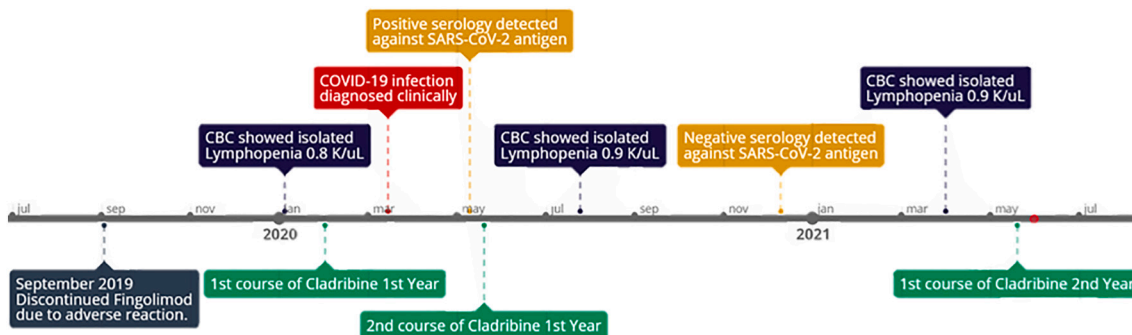 Positive serology detected
against SARS-CoV-2 antigen
COVID-19 infection
diagnosed clinically
CBC showed isolated
Lymphopenia 0.9 K/uL
CBC showed isolated
Lymphopenia 0.8 K/uL
CBC showed isolated
Lymphopenia 0.9 K/uL
Negative serology detected
against SARS-CoV-2 antigen
jul sep nov jan mar may jul sep nov jan mar may jul
2020 2021
September 2019
Discontinued Fingolimod
due to adverse reaction.
1st course of Cladribine 1st Year
1st course of Cladribine 2nd Year
2nd course of Cladribine 1st Year